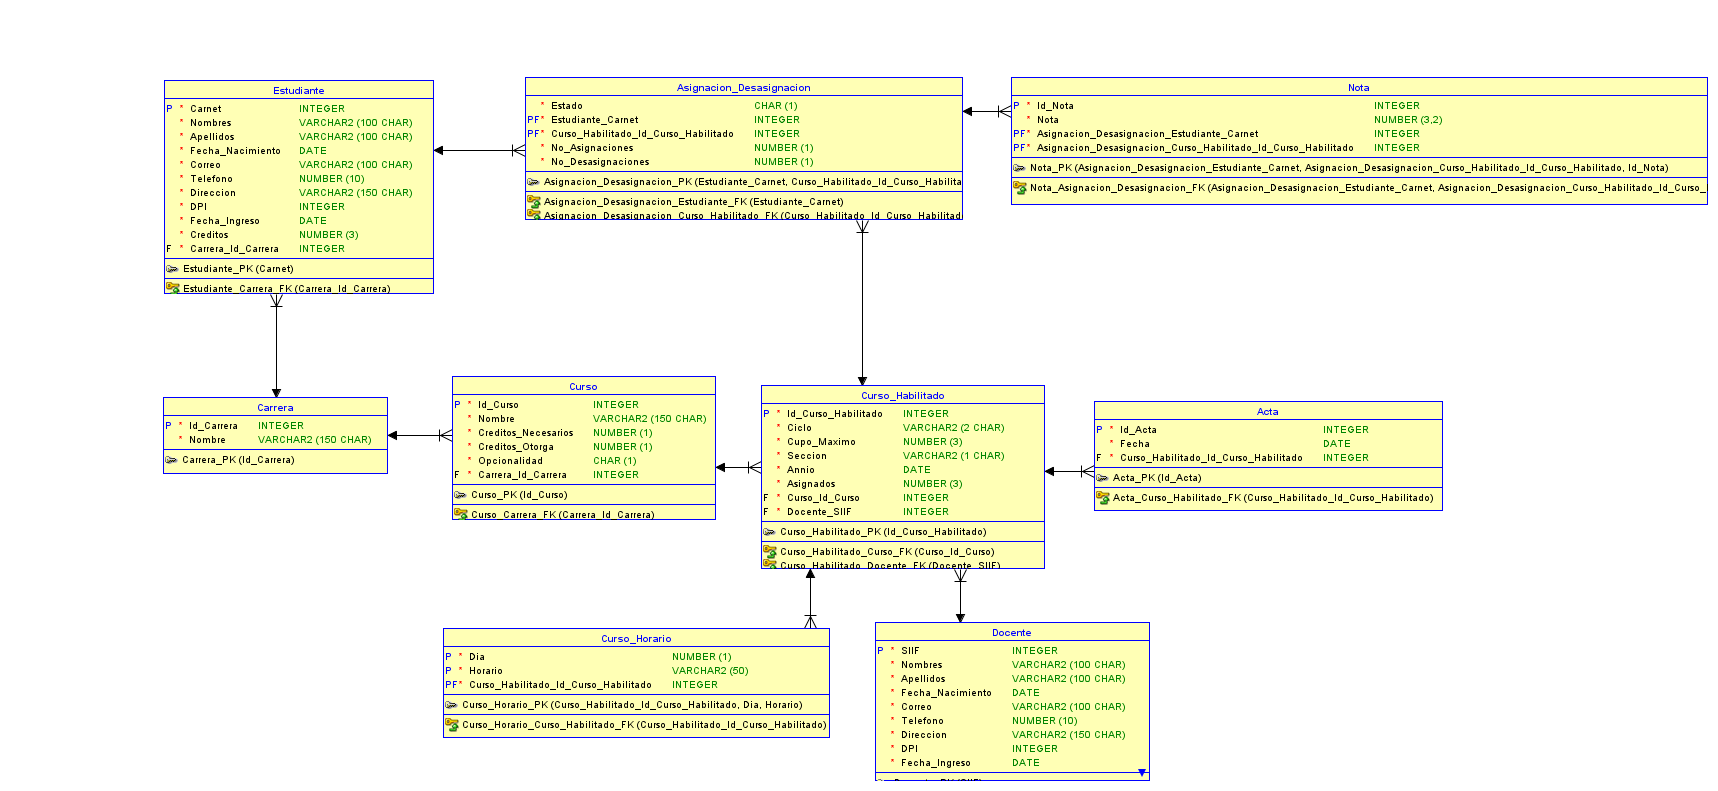 Estudiante
P * Carnet INTEGER
* Nombres VARCHAR2 (100 CHAR)
* Apellidos VARCHAR2 (100 CHAR)
* Fecha_Nacimiento DATE
* Correo VARCHAR2 (100 CHAR)
* Telefono NUMBER (10)
* Direccion VARCHAR2 (150 CHAR)
* DPI INTEGER
* Fecha_Ingreso DATE
* Creditos NUMBER (3)
F * Carrera_Id_Carrera INTEGER
Estudiante_PK (Carnet)
Estudiante_Carrera_FK (Carrera_Id_Carrera)
Asignacion_Desasignacion
* Estado CHAR (1)
PF* Estudiante_Carnet INTEGER
PF* Curso_Habilitado_Id_Curso_Habilitado INTEGER
* No_Asignaciones NUMBER (1)
* No_Desasignaciones NUMBER (1)
Asignacion_Desasignacion_PK (Estudiante_Carnet, Curso_Habilitado_Id_Curso_Habilita
Asignacion_Desasignacion_Estudiante_FK (Estudiante_Carnet)
Asignacion_Desasignacion_Curso_Habilitado_FK (Curso_Habilitado_Id_Curso_Habilitad
Nota
P * Id_Nota INTEGER
* Nota NUMBER (3,2)
PF* Asignacion_Desasignacion_Estudiante_Carnet INTEGER
PF* Asignacion_Desasignacion_Curso_Habilitado_Id_Curso_Habilitado INTEGER
Nota_PK (Asignacion_Desasignacion_Estudiante_Carnet, Asignacion_Desasignacion_Curso_Habilitado_Id_Curso_Habilitado, Id_Nota)
Nota_Asignacion_Desasignacion_FK (Asignacion_Desasignacion_Estudiante_Carnet, Asignacion_Desasignacion_Curso_Habilitado_Id_Curso_
Carrera
P * Id_Carrera INTEGER
* Nombre VARCHAR2 (150 CHAR)
Carrera_PK (Id_Carrera)
Curso
P * Id_Curso INTEGER
* Nombre VARCHAR2 (150 CHAR)
* Creditos_Necesarios NUMBER (1)
* Creditos_Otorga NUMBER (1)
* Opcionalidad CHAR (1)
F * Carrera_Id_Carrera INTEGER
Curso_PK (Id_Curso)
Curso_Carrera_FK (Carrera_Id_Carrera)
Curso_Habilitado
P * Id_Curso_Habilitado INTEGER
* Ciclo VARCHAR2 (2 CHAR)
* Cupo_Maximo NUMBER (3)
* Seccion VARCHAR2 (1 CHAR)
* Annio DATE
* Asignados NUMBER (3)
F * Curso_Id_Curso INTEGER
F * Docente_SIIF INTEGER
Curso_Habilitado_PK (Id_Curso_Habilitado)
Curso_Habilitado_Curso_FK (Curso_Id_Curso)
Curso_Habilitado_Docente_FK (Docente_SIIF)
Acta
P * Id_Acta INTEGER
* Fecha DATE
F * Curso_Habilitado_Id_Curso_Habilitado INTEGER
Acta_PK (Id_Acta)
Acta_Curso_Habilitado_FK (Curso_Habilitado_Id_Curso_Habilitado)
Curso_Horario
P * Dia NUMBER (1)
P * Horario VARCHAR2 (50)
PF* Curso_Habilitado_Id_Curso_Habilitado INTEGER
Curso_Horario_PK (Curso_Habilitado_Id_Curso_Habilitado, Dia, Horario)
Curso_Horario_Curso_Habilitado_FK (Curso_Habilitado_Id_Curso_Habilitado)
Docente
P * SIIF INTEGER
* Nombres VARCHAR2 (100 CHAR)
* Apellidos VARCHAR2 (100 CHAR)
* Fecha_Nacimiento DATE
* Correo VARCHAR2 (100 CHAR)
* Telefono NUMBER (10)
* Direccion VARCHAR2 (150 CHAR)
* DPI INTEGER
* Fecha_Ingreso DATE